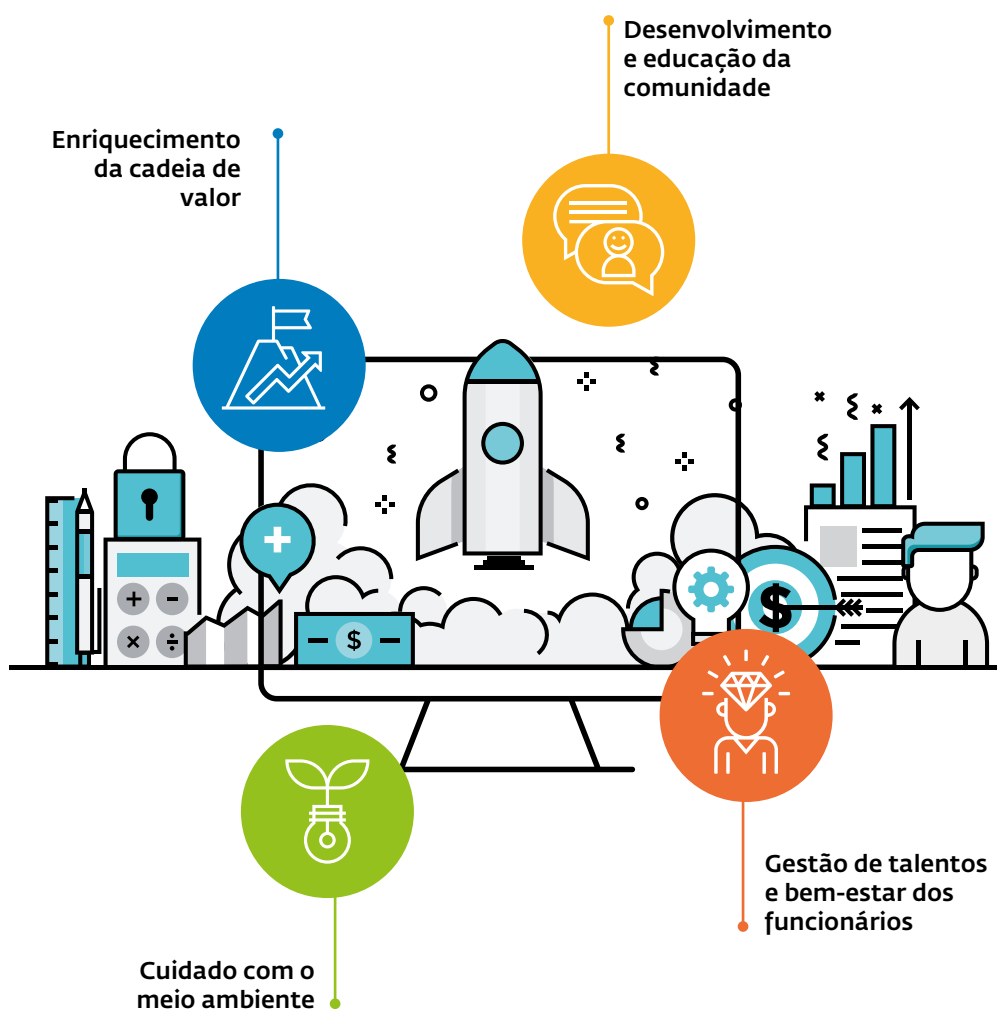 Desenvolvimento
e educação da
comunidade
Enriquecimento
da cadeia de
valor
$
$
Gestão de talentos
e bem-estar dos
funcionários
Cuidado com o
meio ambiente